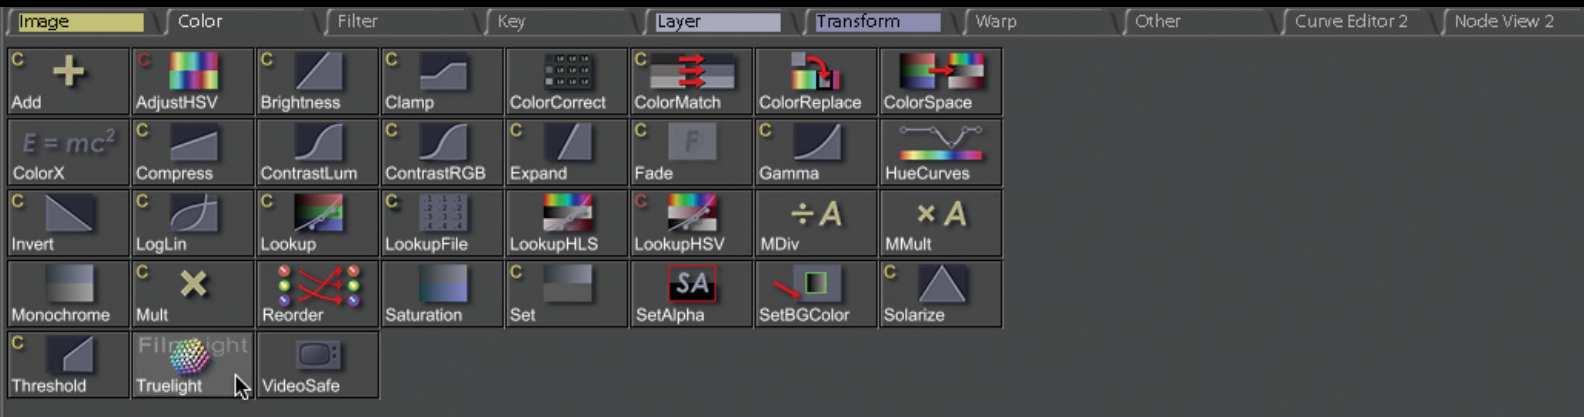 Image Color Filter Key Layer Transform Warp Other Curve Editor 2 Node View 2
C C C C C
Add AdjustHSV Brightness Clamp ColorCorrect ColorMatch ColorReplace ColorSpace
E = mc² C C C C C C
ColorX Compress ContrastLum ContrastRGB Expand Fade Gamma HueCurves
F
C C C C C ÷ A × A
Invert LogLin Lookup LookupFile LookupHLS LookupHSV MDiv MMult
C C SA C
Monochrome Mult Reorder Saturation Set SetAlpha SetBGColor Solarize
C
Threshold Truelight VideoSafe